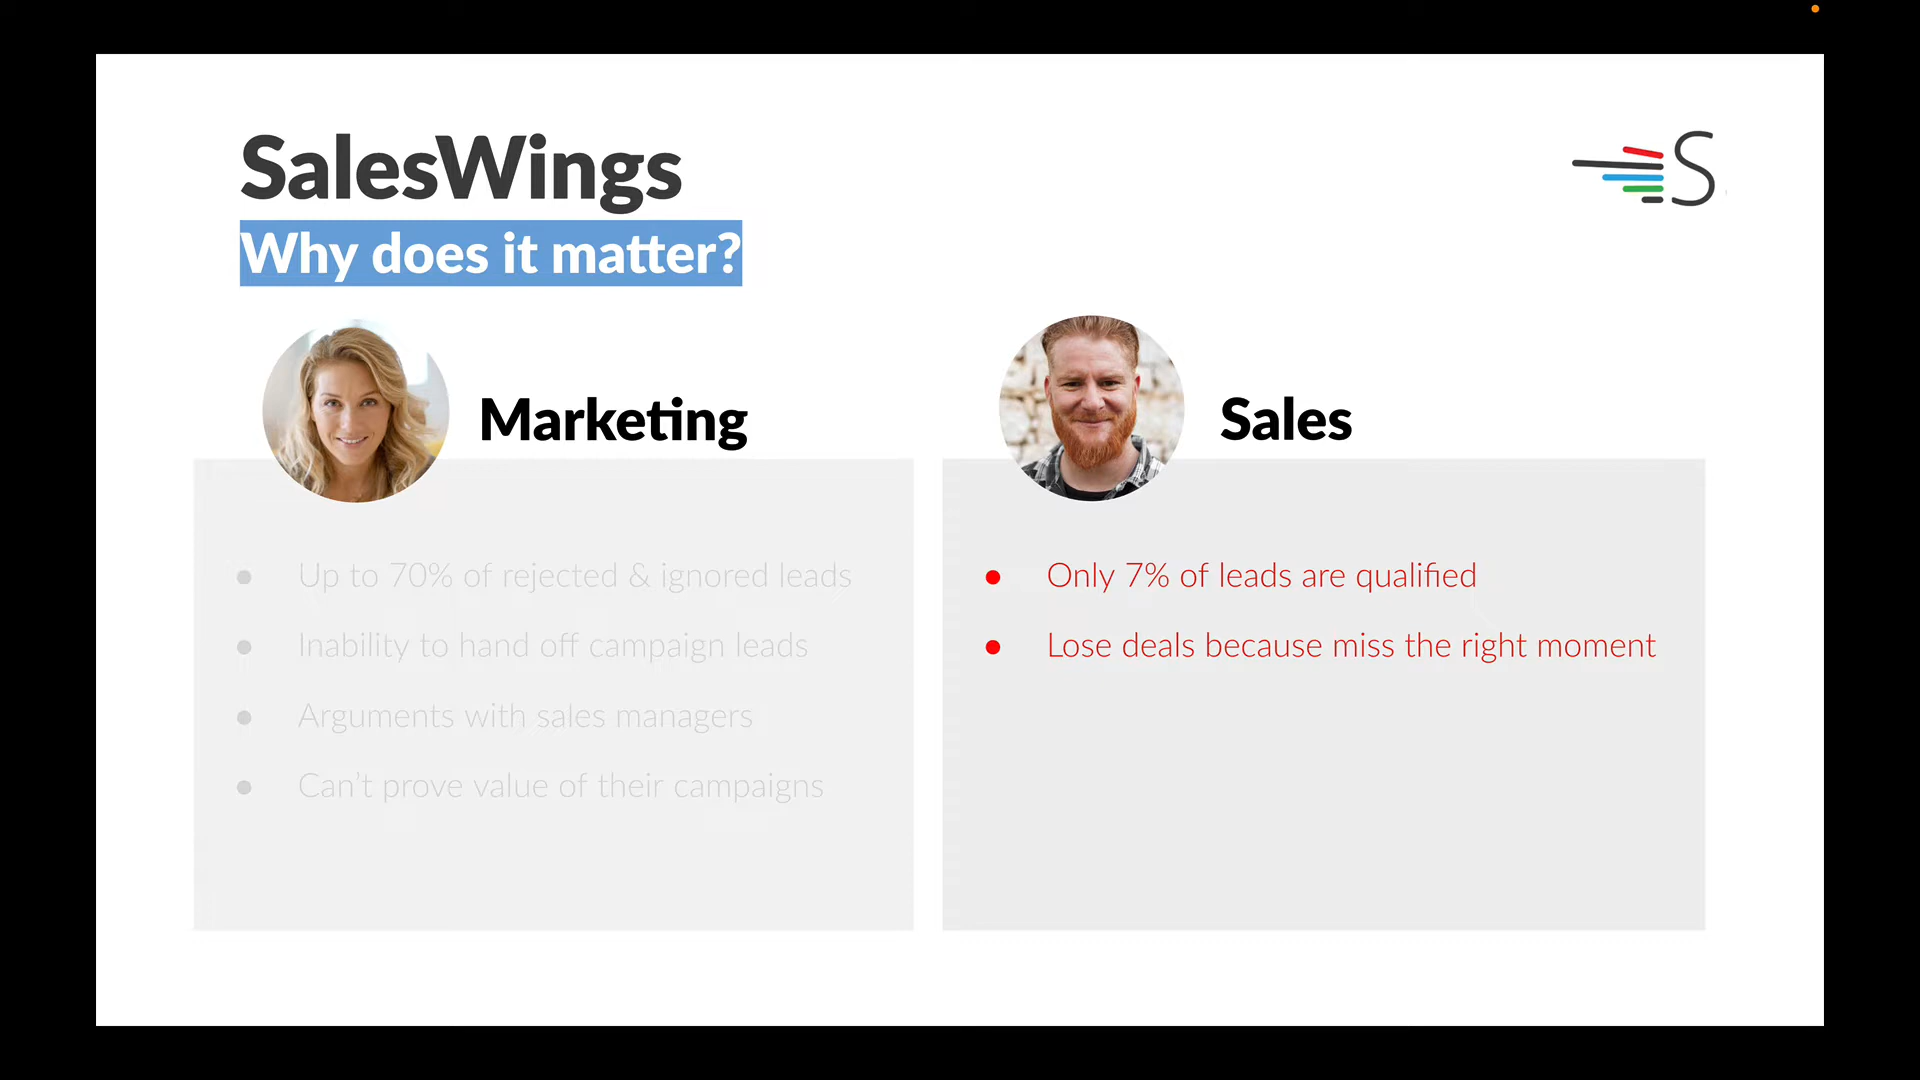 SalesWings
Why does it matter?
S
Marketing
Sales
● Up to 70% of rejected & ignored leads
● Inability to hand off campaign leads
● Arguments with sales managers
● Can't prove value of their campaigns
● Only 7% of leads are qualified
● Lose deals because miss the right moment